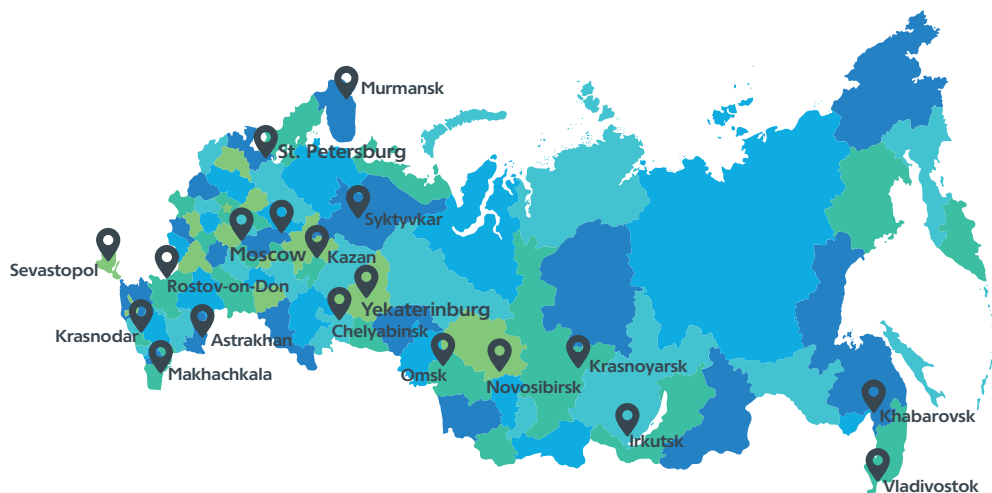 Murmansk
St. Petersburg
Syktyvkar
Moscow
Kazan
Sevastopol
Rostov-on-Don
Yekaterinburg
Chelyabinsk
Krasnodar
Astrakhan
Makhachkala
Omsk
Novosibirsk
Krasnoyarsk
Irkutsk
Khabarovsk
Vladivostok